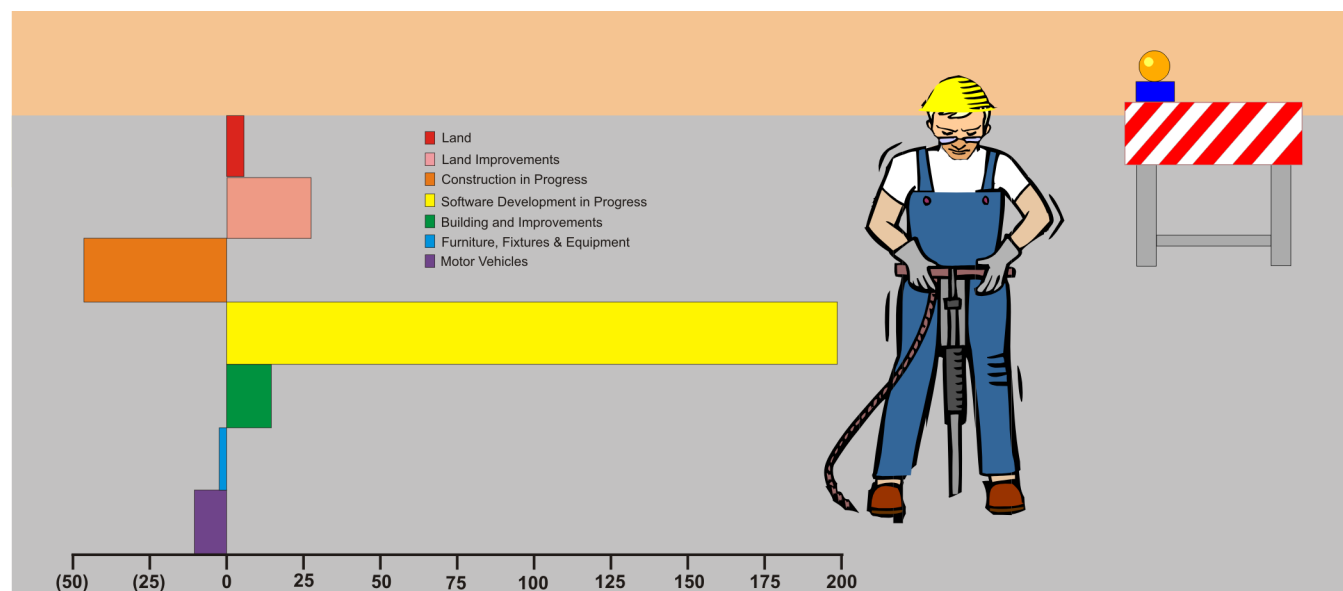 Land
Land Improvements
Construction in Progress
Software Development in Progress
Building and Improvements
Furniture, Fixtures & Equipment
Motor Vehicles
(50) (25) 0 25 50 75 100 125 150 175 200